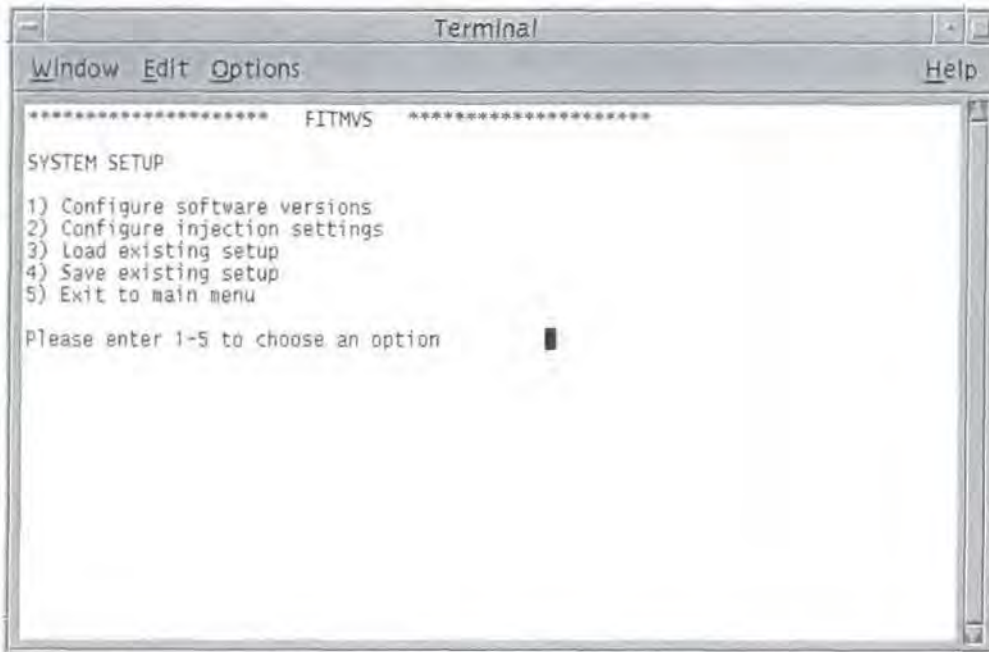 Terminal
Window Edit Options Help
********************* FITMVS *********************
SYSTEM SETUP
1) Configure software versions
2) Configure injection settings
3) Load existing setup
4) Save existing setup
5) Exit to main menu
Please enter 1-5 to choose an option